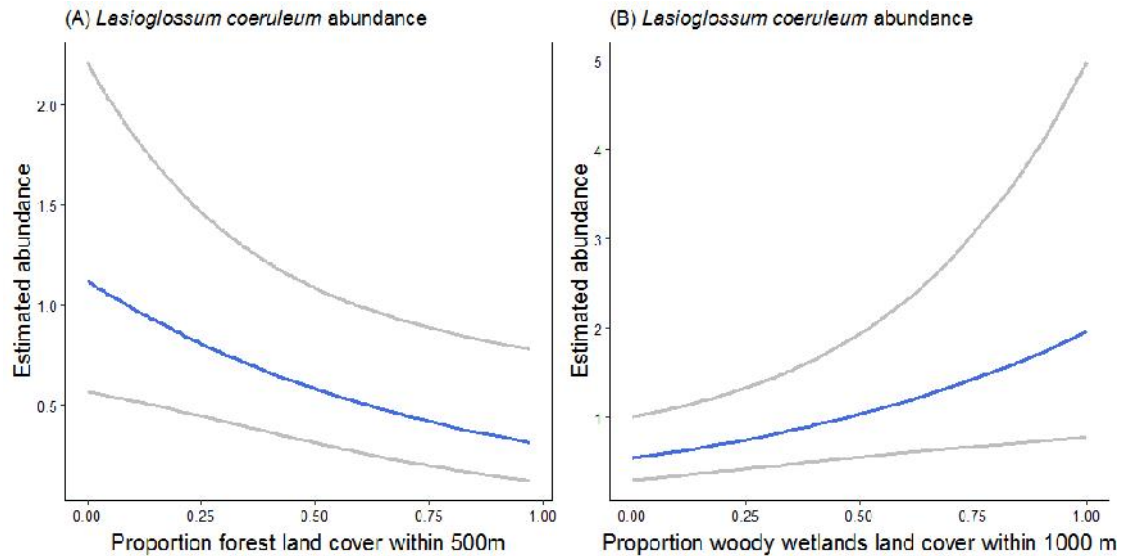 (A) Lasioglossum coeruleum abundance
2.0
1.5
1.0
0.5
Estimated abundance
0.00 0.25 0.50 0.75 1.00
Proportion forest land cover within 500m
(B) Lasioglossum coeruleum abundance
5
4
3
2
1
Estimated abundance
0.00 0.25 0.50 0.75 1.00
Proportion woody wetlands land cover within 1000 m